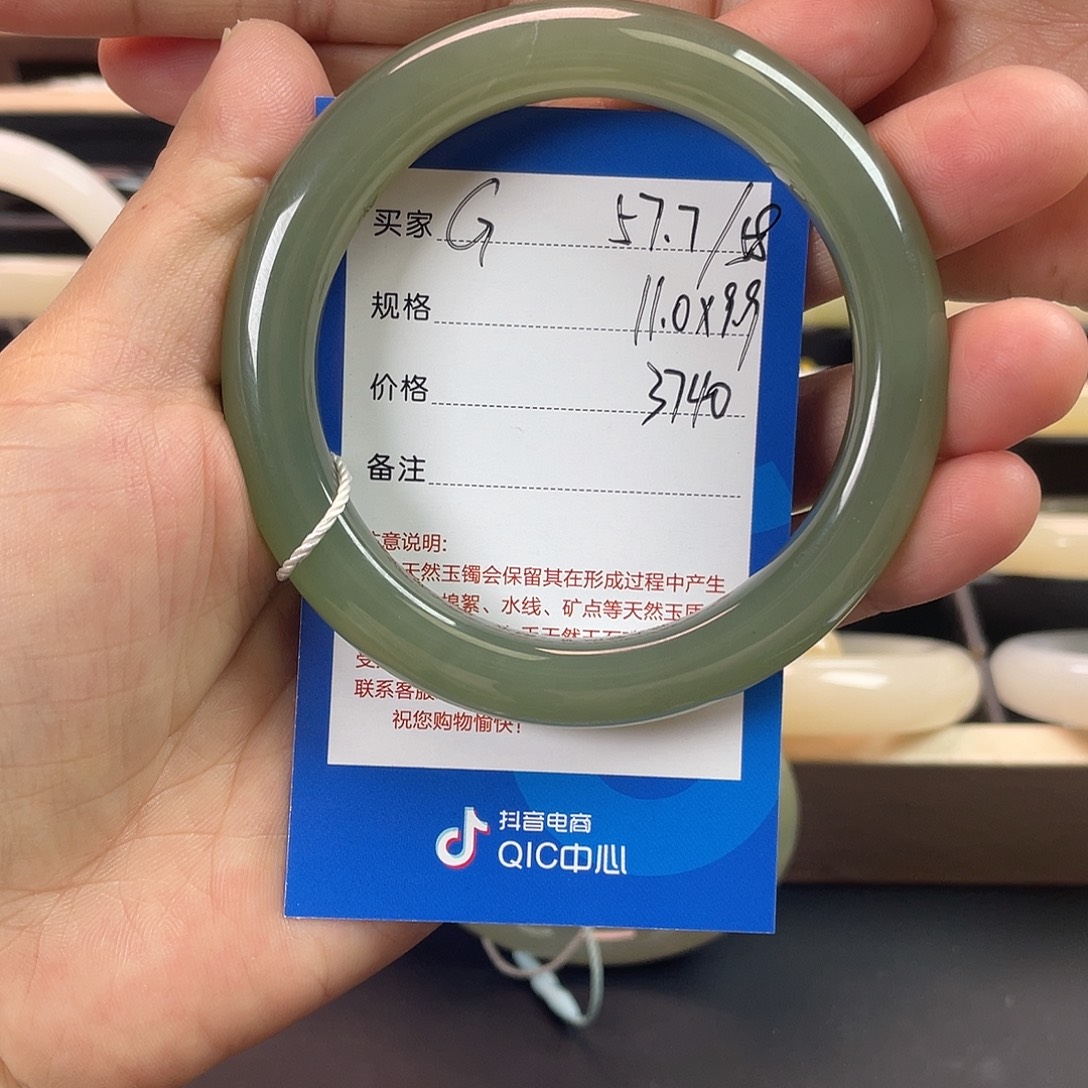 买家 G 57.7/58
规格 11.0x9.9
价格 3740
备注
意说明:
天然玉镯会保留其在形成过程中产生
棉絮、水线、矿点等天然玉质
联系客服
祝您购物愉快!
抖音电商
QIC中心